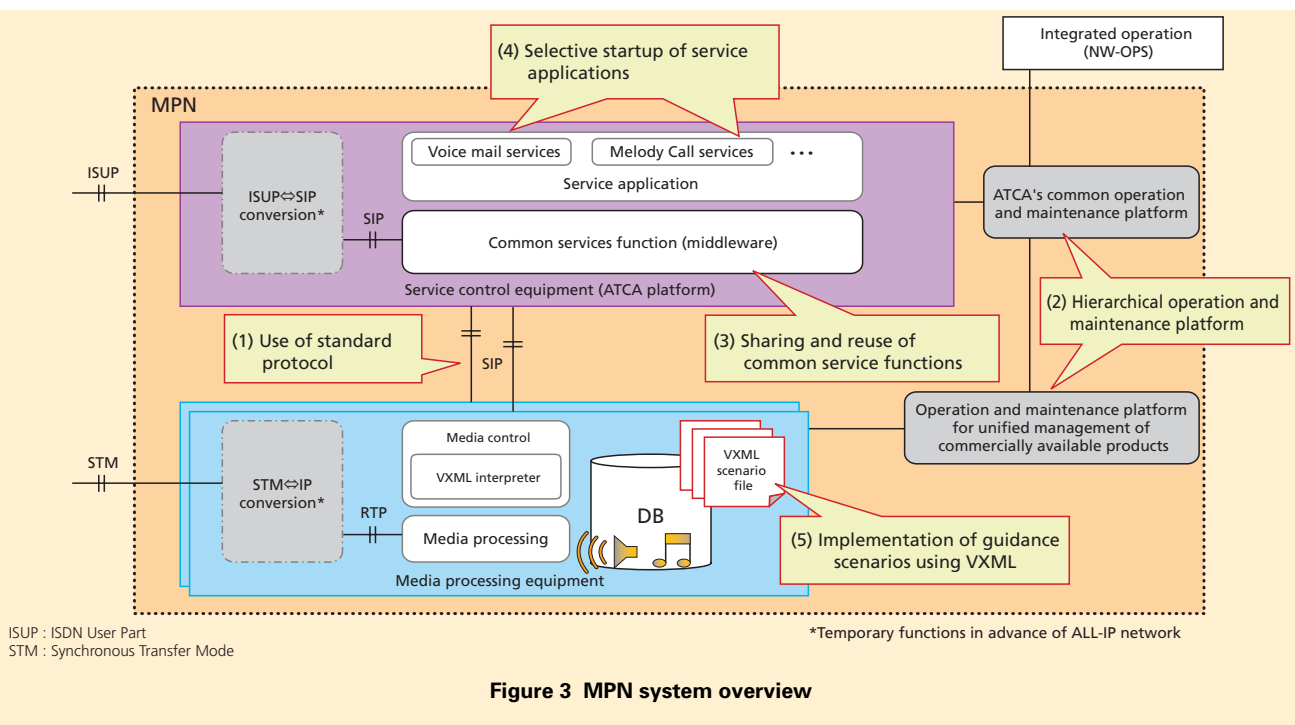 (4) Selective startup of service
applications
Integrated operation
(NW-OPS)
MPN
Voice mail services
Melody Call services
...
Service application
ISUP
ISUP⇔SIP
conversion*
SIP
Common services function (middleware)
Service control equipment (ATCA platform)
ATCA's common operation
and maintenance platform
(1) Use of standard
protocol
SIP
(3) Sharing and reuse of
common service functions
(2) Hierarchical operation and
maintenance platform
Operation and maintenance platform
for unified management of
commercially available products
STM
STM⇔IP
conversion*
RTP
Media control
VXML interpreter
Media processing
DB
VXML
scenario
file
Media processing equipment
(5) Implementation of guidance
scenarios using VXML
ISUP : ISDN User Part
STM : Synchronous Transfer Mode
*Temporary functions in advance of ALL-IP network
Figure 3 MPN system overview